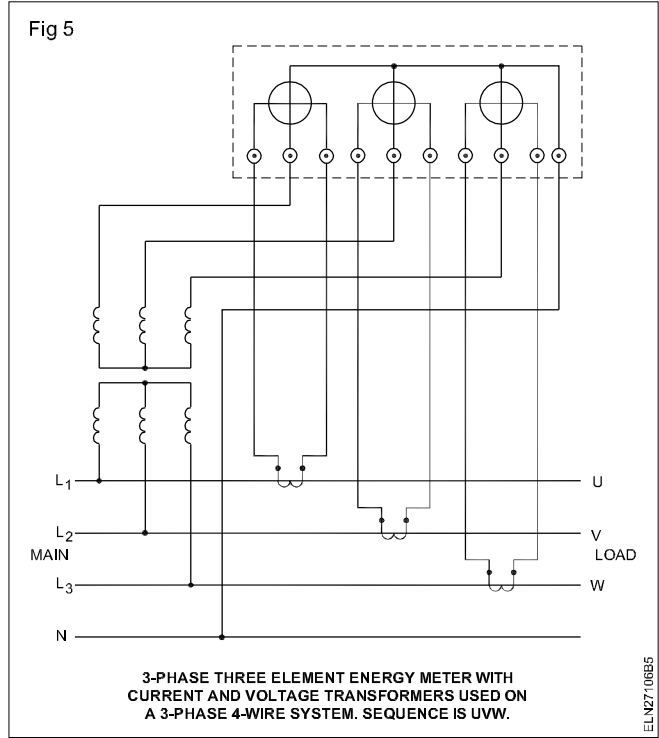 Fig 5
L1
U
L2
V
MAIN
LOAD
L3
W
N
3-PHASE THREE ELEMENT ENERGY METER WITH
CURRENT AND VOLTAGE TRANSFORMERS USED ON
A 3-PHASE 4-WIRE SYSTEM. SEQUENCE IS UVW.
ELN27106B5